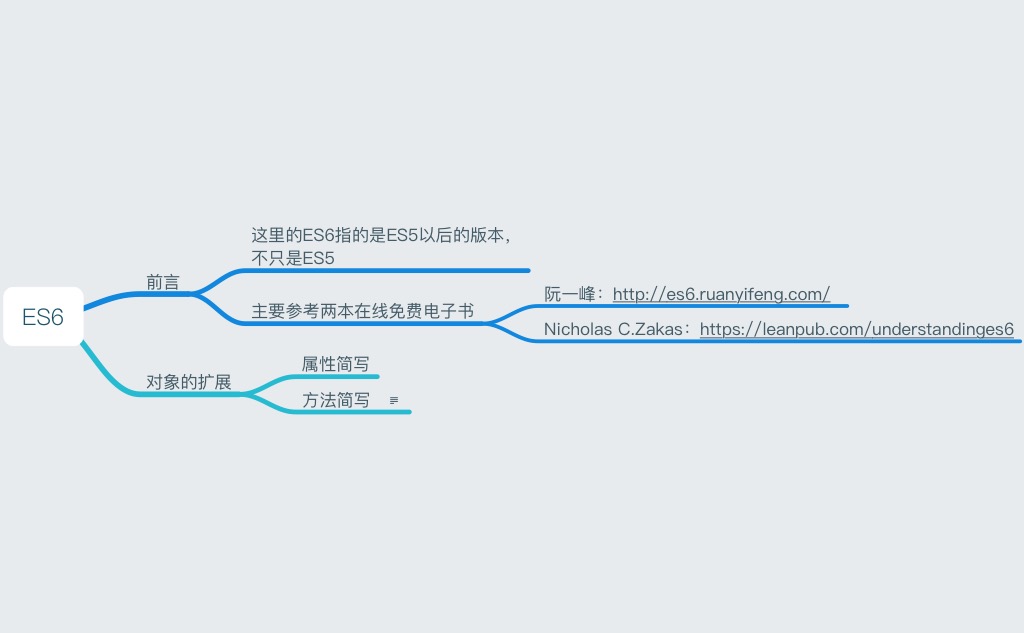 ES6
前言
这里的ES6指的是ES5以后的版本，
不只是ES5
主要参考两本在线免费电子书
阮一峰：http://es6.ruanyifeng.com/
Nicholas C.Zakas：https://leanpub.com/understandinges6
对象的扩展
属性简写
方法简写